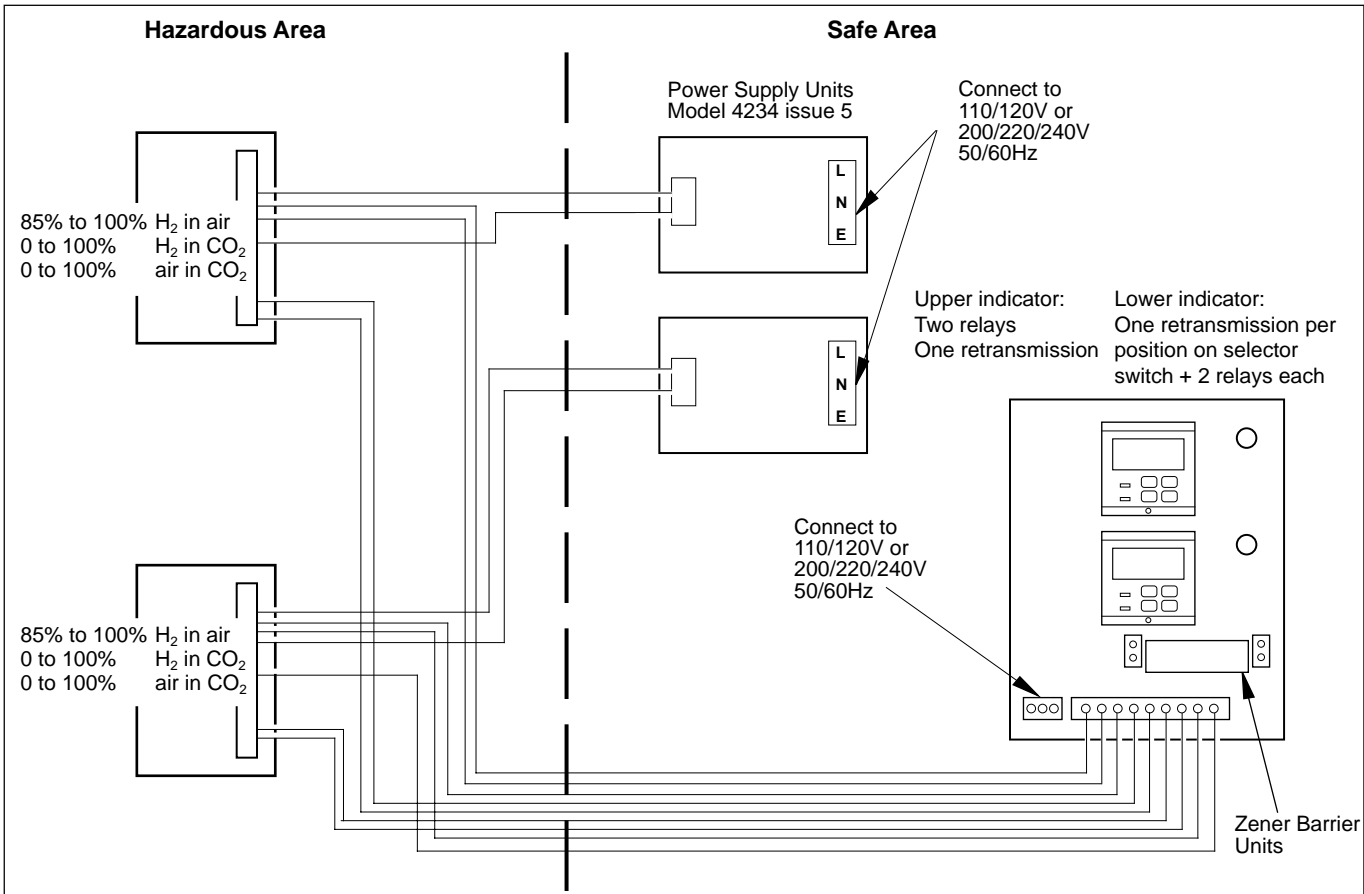 Hazardous Area
Safe Area
Power Supply Units
Model 4234 issue 5
Connect to
110/120V or
200/220/240V
50/60Hz
L
N
E
85% to 100% H₂ in air
0 to 100% H₂ in CO₂
0 to 100% air in CO₂
Upper indicator:
Two relays
One retransmission
Lower indicator:
One retransmission per
position on selector
switch + 2 relays each
L
N
E
Connect to
110/120V or
200/220/240V
50/60Hz
85% to 100% H₂ in air
0 to 100% H₂ in CO₂
0 to 100% air in CO₂
Zener Barrier
Units